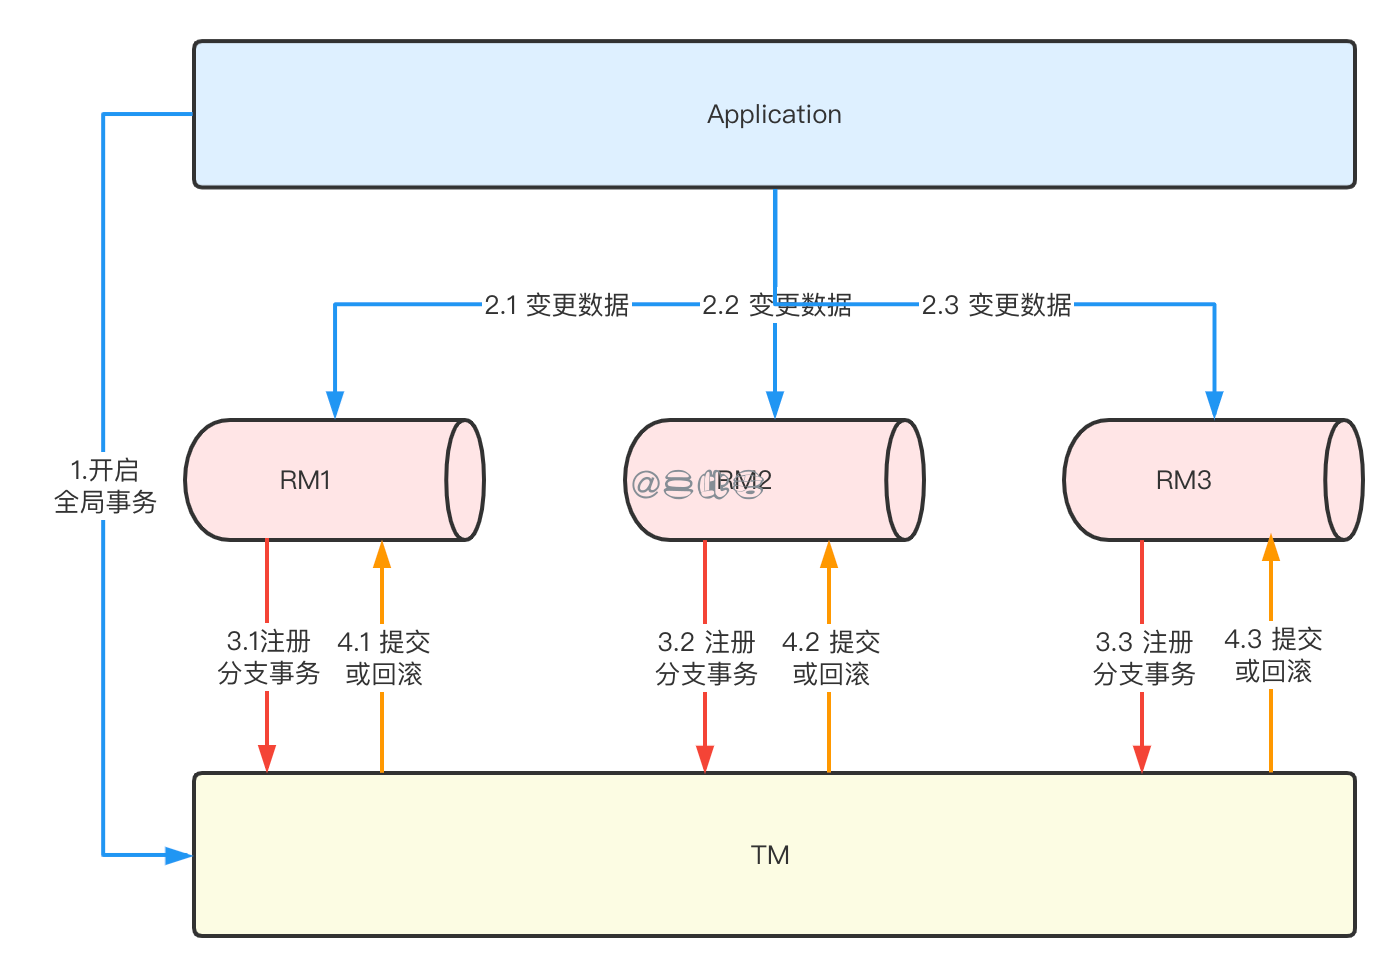 Application
2.1 变更数据
2.2 变更数据
2.3 变更数据
1.开启
全局事务
RM1
RM2
RM3
3.1注册
分支事务
4.1 提交
或回滚
3.2 注册
分支事务
4.2 提交
或回滚
3.3 注册
分支事务
4.3 提交
或回滚
TM